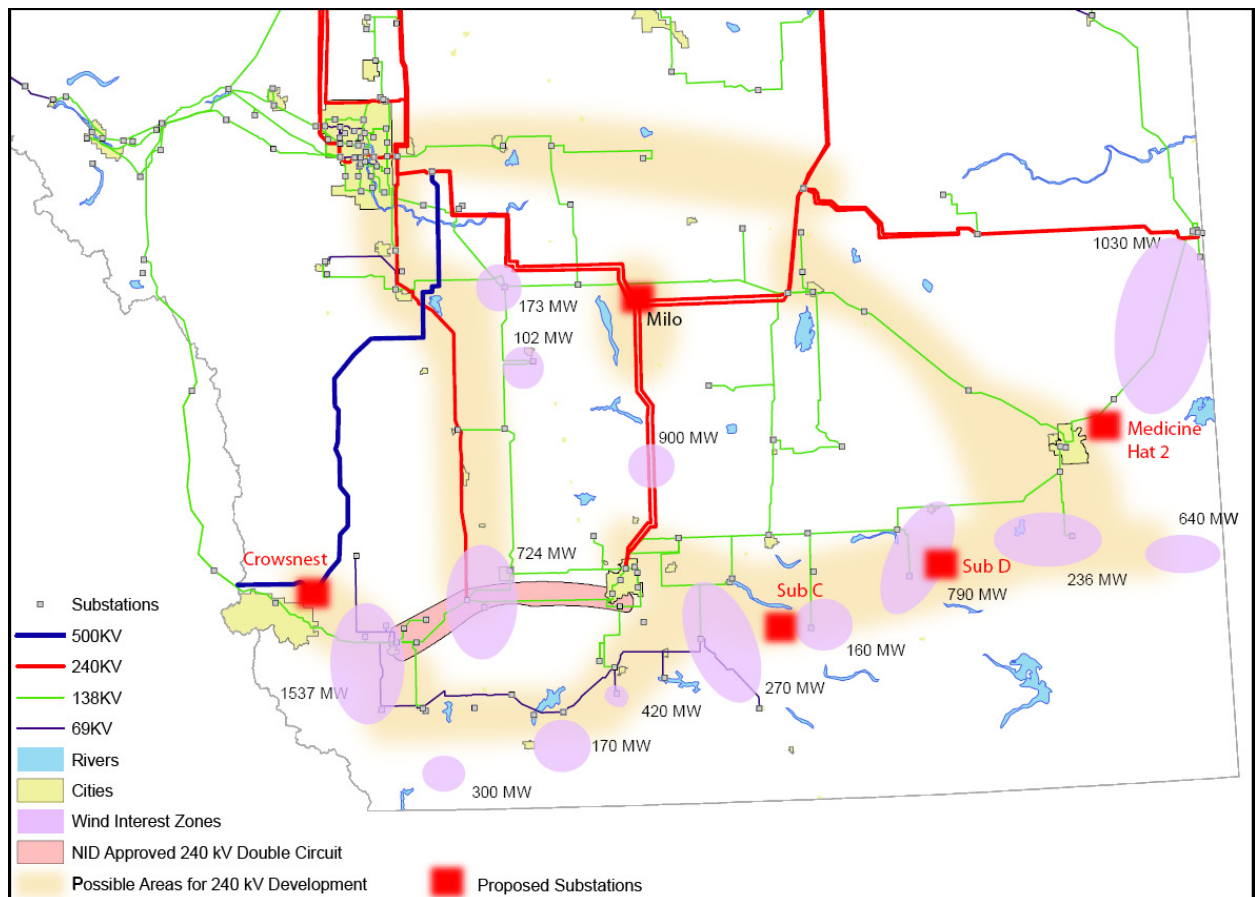 1030 MW
173 MW
Milo
102 MW
Medicine
Hat 2
900 MW
640 MW
Crowsnest
724 MW
Sub D
236 MW
Substations
Sub C
790 MW
500KV
160 MW
240KV
1537 MW
270 MW
138KV
420 MW
69KV
170 MW
Rivers
300 MW
Cities
Wind Interest Zones
NID Approved 240 kV Double Circuit
Possible Areas for 240 kV Development
Proposed Substations